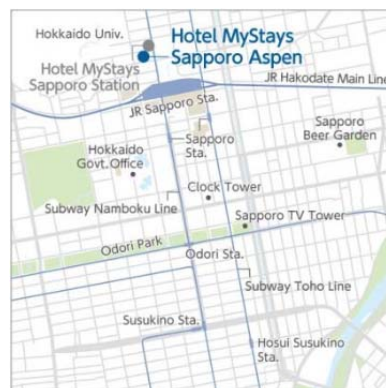 Hokkaido Univ.
Hotel MyStays
Sapporo Aspen
Hotel MyStays
Sapporo Station
JR Hakodate Main Line
JR Sapporo Sta.
Sapporo
Sta.
Sapporo
Beer Garden
Hokkaido
Govt. Office
Clock Tower
Subway Namboku Line
Sapporo TV Tower
Odori Park
Odori Sta.
Subway Toho Line
Susukino Sta.
Hosui Susukino
Sta.